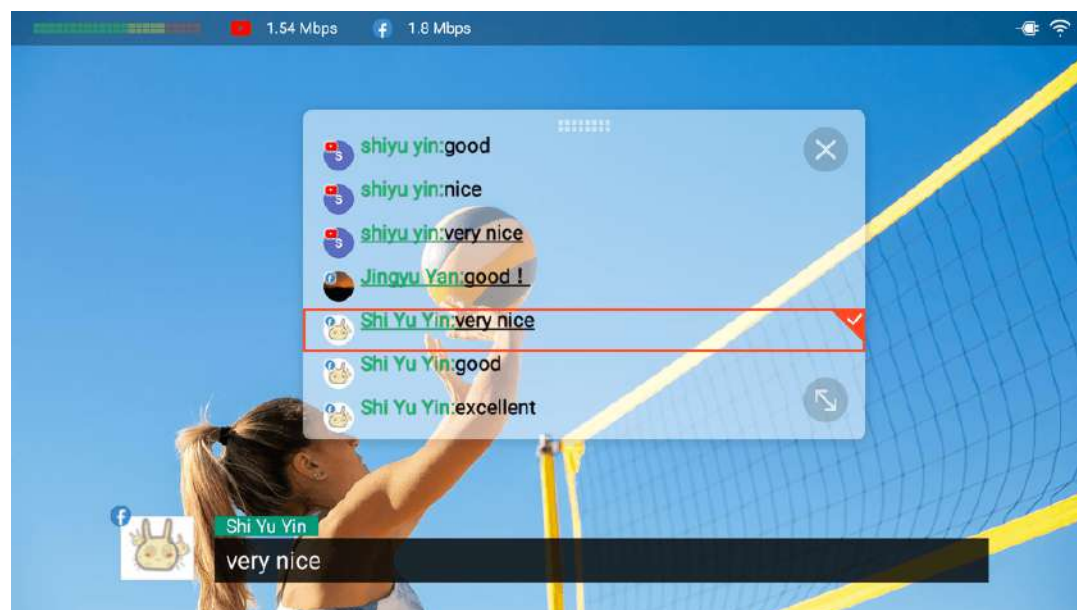 1.54 Mbps 1.8 Mbps
shiyu yin:good
shiyu yin:nice
shiyu yin:very nice
Jingyu Yan:good !
Shi Yu Yin:very nice
Shi Yu Yin:good
Shi Yu Yin:excellent
Shi Yu Yin
very nice